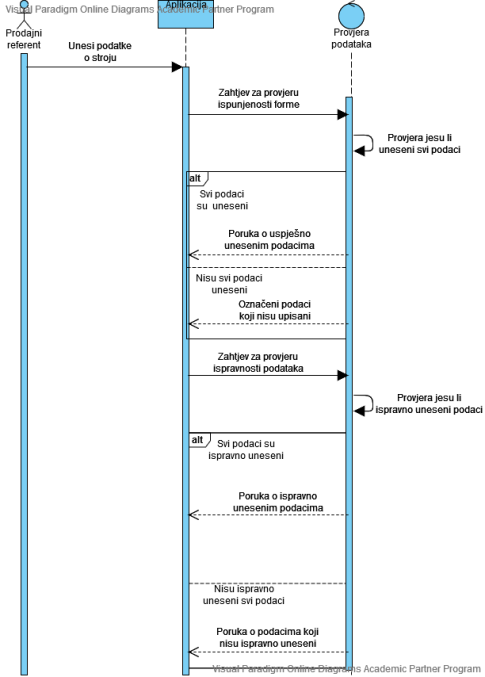 Visual Paradigm Online Diagrams Academic Partner Program
Aplikacija
Prodajni
referent
Provjera
podataka
Unesi podatke
o stroju
Zahtjev za provjeru
ispunjenosti forme
Provjera jesu li
uneseni svi podaci
alt
Svi podaci
su uneseni
Poruka o uspješno
unesenim podacima
Nisu svi podaci
uneseni
Označeni podaci
koji nisu upisani
Zahtjev za provjeru
ispravnosti podataka
Provjera jesu li
ispravno uneseni podaci
alt
Svi podaci su
ispravno uneseni
Poruka o ispravno
unesenim podacima
Nisu ispravno
uneseni svi podaci
Poruka o podacima koji
nisu ispravno uneseni
Visual Paradigm Online Diagrams Academic Partner Program